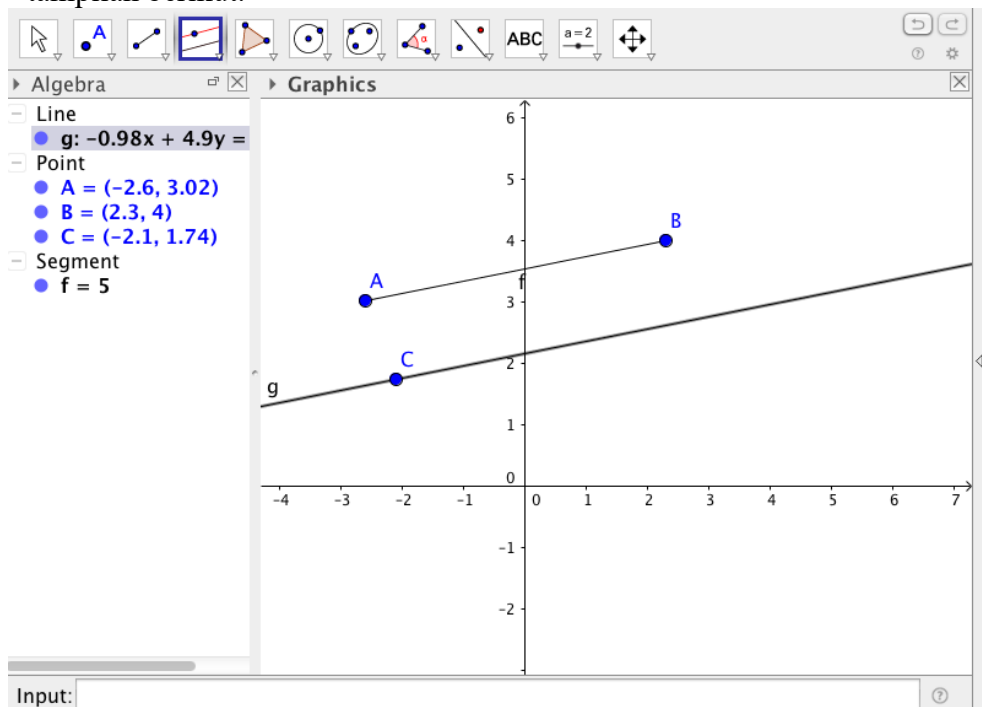 A
α
ABC
a=2
Algebra
Graphics
Line
g: -0.98x + 4.9y =
Point
A = (-2.6, 3.02)
B = (2.3, 4)
C = (-2.1, 1.74)
Segment
f = 5
6
5
4
3
2
1
0
-1
-2
-4 -3 -2 -1 0 1 2 3 4 5 6 7
A
B
f
C
g
Input: